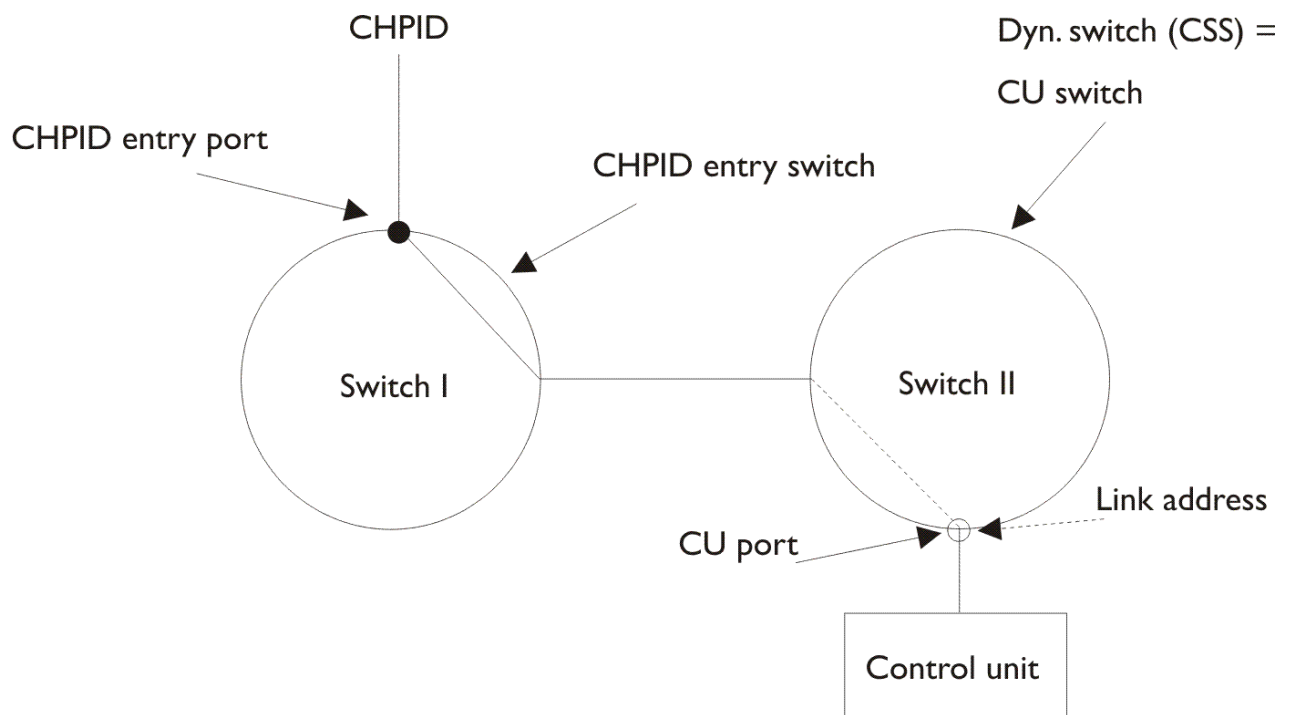 CHPID
Dyn. switch (CSS) =
CU switch
CHPID entry port
CHPID entry switch
Switch I
Switch II
Link address
CU port
Control unit